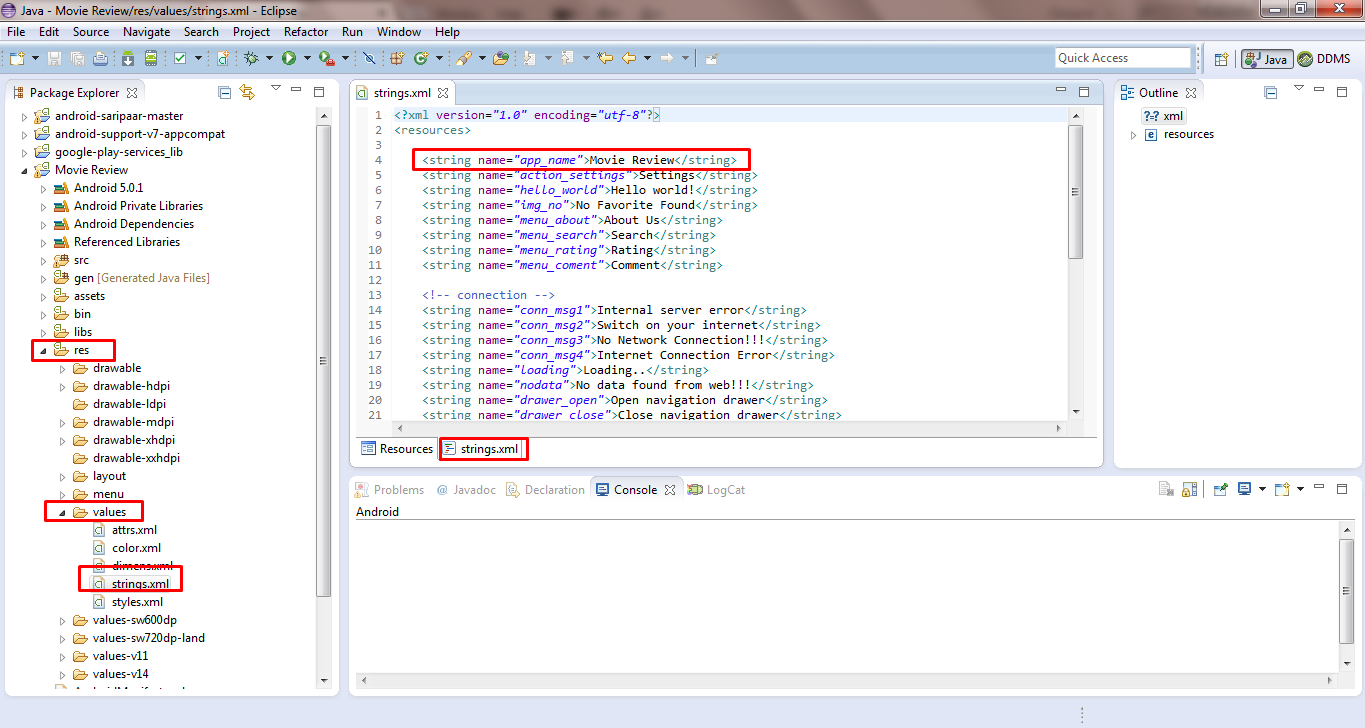 Java - Movie Review/res/values/strings.xml - Eclipse
File Edit Source Navigate Search Project Refactor Run Window Help
Quick Access Java DDMS
Package Explorer
android-saripaar-master
android-support-v7-appcompat
google-play-services_lib
Movie Review
Android 5.0.1
Android Private Libraries
Android Dependencies
Referenced Libraries
src
gen [Generated Java Files]
assets
bin
libs
res
drawable
drawable-hdpi
drawable-ldpi
drawable-mdpi
drawable-xhdpi
drawable-xxhdpi
layout
menu
values
attrs.xml
color.xml
dimens.xml
strings.xml
styles.xml
values-sw600dp
values-sw720dp-land
values-v11
values-v14
strings.xml
1 <?xml version="1.0" encoding="utf-8"?>
2 <resources>
3
4 <string name="app_name">Movie Review</string>
5 <string name="action_settings">Settings</string>
6 <string name="hello_world">Hello world!</string>
7 <string name="img_no">No Favorite Found</string>
8 <string name="menu_about">About Us</string>
9 <string name="menu_search">Search</string>
10 <string name="menu_rating">Rating</string>
11 <string name="menu_coment">Comment</string>
12
13 <!-- connection -->
14 <string name="conn_msg1">Internal server error</string>
15 <string name="conn_msg2">Switch on your internet</string>
16 <string name="conn_msg3">No Network Connection!!!</string>
17 <string name="conn_msg4">Internet Connection Error</string>
18 <string name="loading">Loading..</string>
19 <string name="nodata">No data found from web!!!</string>
20 <string name="drawer_open">Open navigation drawer</string>
21 <string name="drawer_close">Close navigation drawer</string>
Resources strings.xml
Outline
?=? xml
e resources
Problems @ Javadoc Declaration Console LogCat
Android